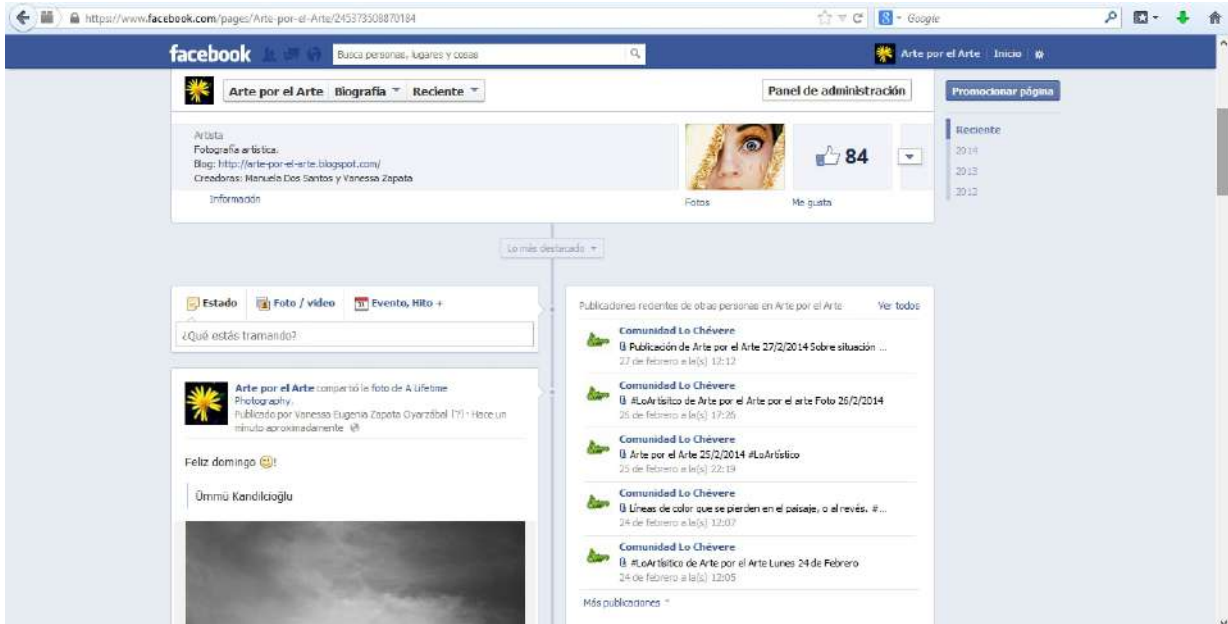 https://www.facebook.com/pages/Arte-por-el-Arte/245373508870184
Google
facebook
Busca personas, lugares y cosas
Arte por el Arte Inicio
Arte por el Arte Biografía Reciente
Panel de administración
Promocionar página
Reciente
2014
2013
2012
Artista
Fotografía artística.
Blog: http://arte-por-el-arte.blogspot.com/
Creadoras: Manuela Dos Santos y Vanessa Zapata
Información
84
Fotos
Me gusta
Lo más destacado
Estado Foto / vídeo Evento, Hito +
¿Qué estás tramando?
Arte por el Arte compartió la foto de A Lifetime
Photography.
Publicado por Vanessa Eugenia Zapata Oyarzábal [?] · Hace un
minuto aproximadamente
Feliz domingo !
Ümmü Kandilcioğlu
Publicaciones recientes de otras personas en Arte por el Arte Ver todos
Comunidad Lo Chévere
Publicación de Arte por el Arte 27/2/2014 Sobre situación ...
27 de febrero a la(s) 12:12
Comunidad Lo Chévere
#LoArtísitco de Arte por el Arte por el arte Foto 26/2/2014
26 de febrero a la(s) 17:26
Comunidad Lo Chévere
Arte por el Arte 25/2/2014 #LoArtístico
25 de febrero a la(s) 22:19
Comunidad Lo Chévere
Líneas de color que se pierden en el paisaje, o al revés. #...
24 de febrero a la(s) 12:07
Comunidad Lo Chévere
#LoArtísitico de Arte por el Arte Lunes 24 de Febrero
24 de febrero a la(s) 12:05
Más publicaciones